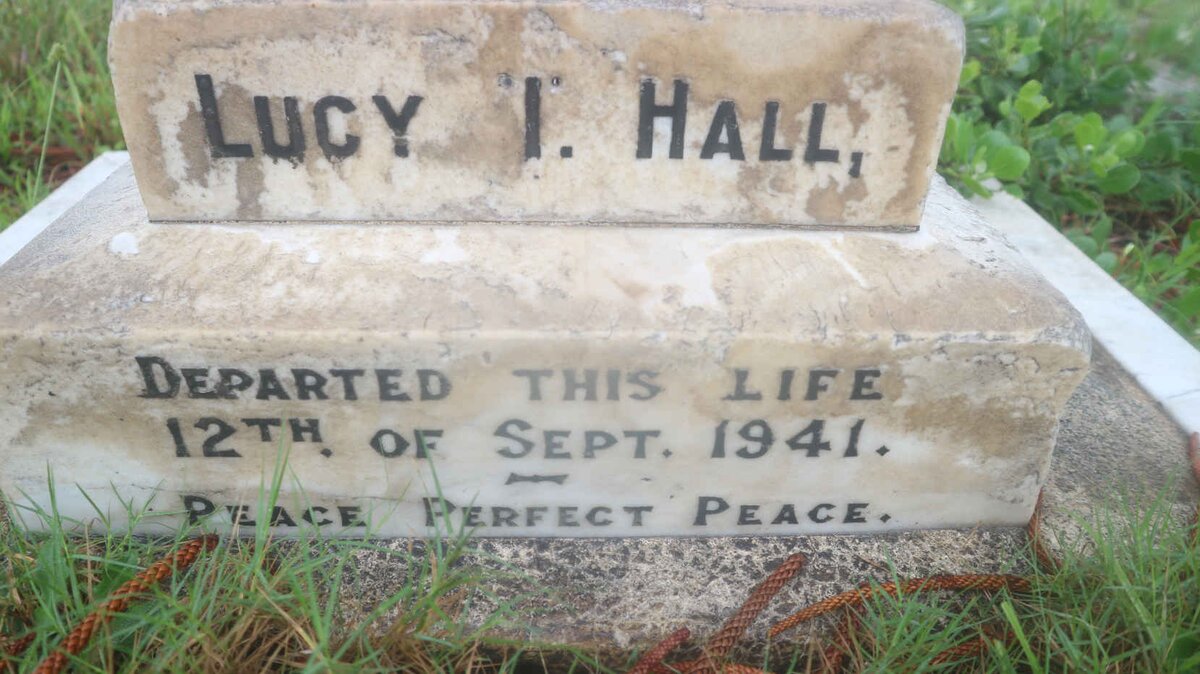 LUCY I. HALL,
DEPARTED THIS LIFE
12TH. OF SEPT. 1941.
PEACE PERFECT PEACE.